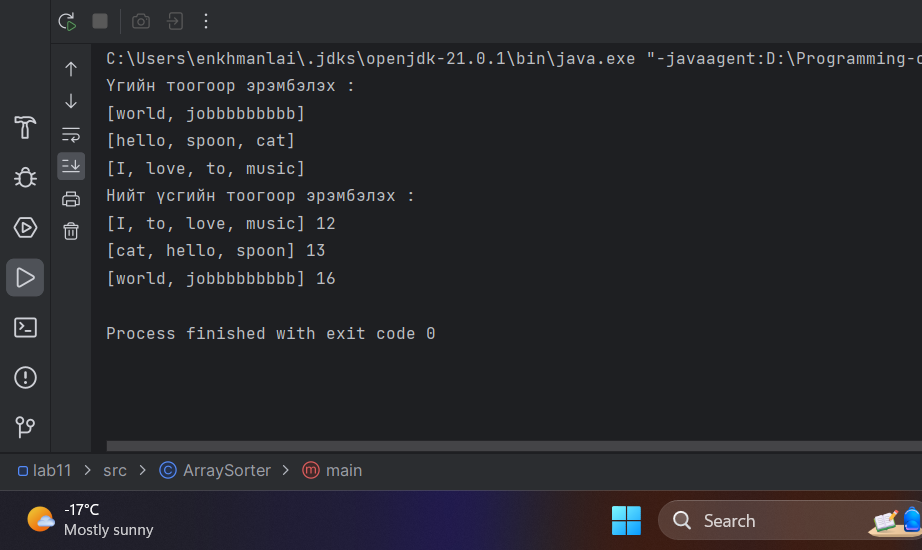 C:\Users\enkhmanlai\.jdks\openjdk-21.0.1\bin\java.exe "-javaagent:D:\Programming-
Үгийн тоогоор эрэмбэлэх :
[world, jobbbbbbbbb]
[hello, spoon, cat]
[I, love, to, music]
Нийт үсгийн тоогоор эрэмбэлэх :
[I, to, love, music] 12
[cat, hello, spoon] 13
[world, jobbbbbbbbb] 16
Process finished with exit code 0
lab11 > src > ArraySorter > main
-17°C
Mostly sunny
Search